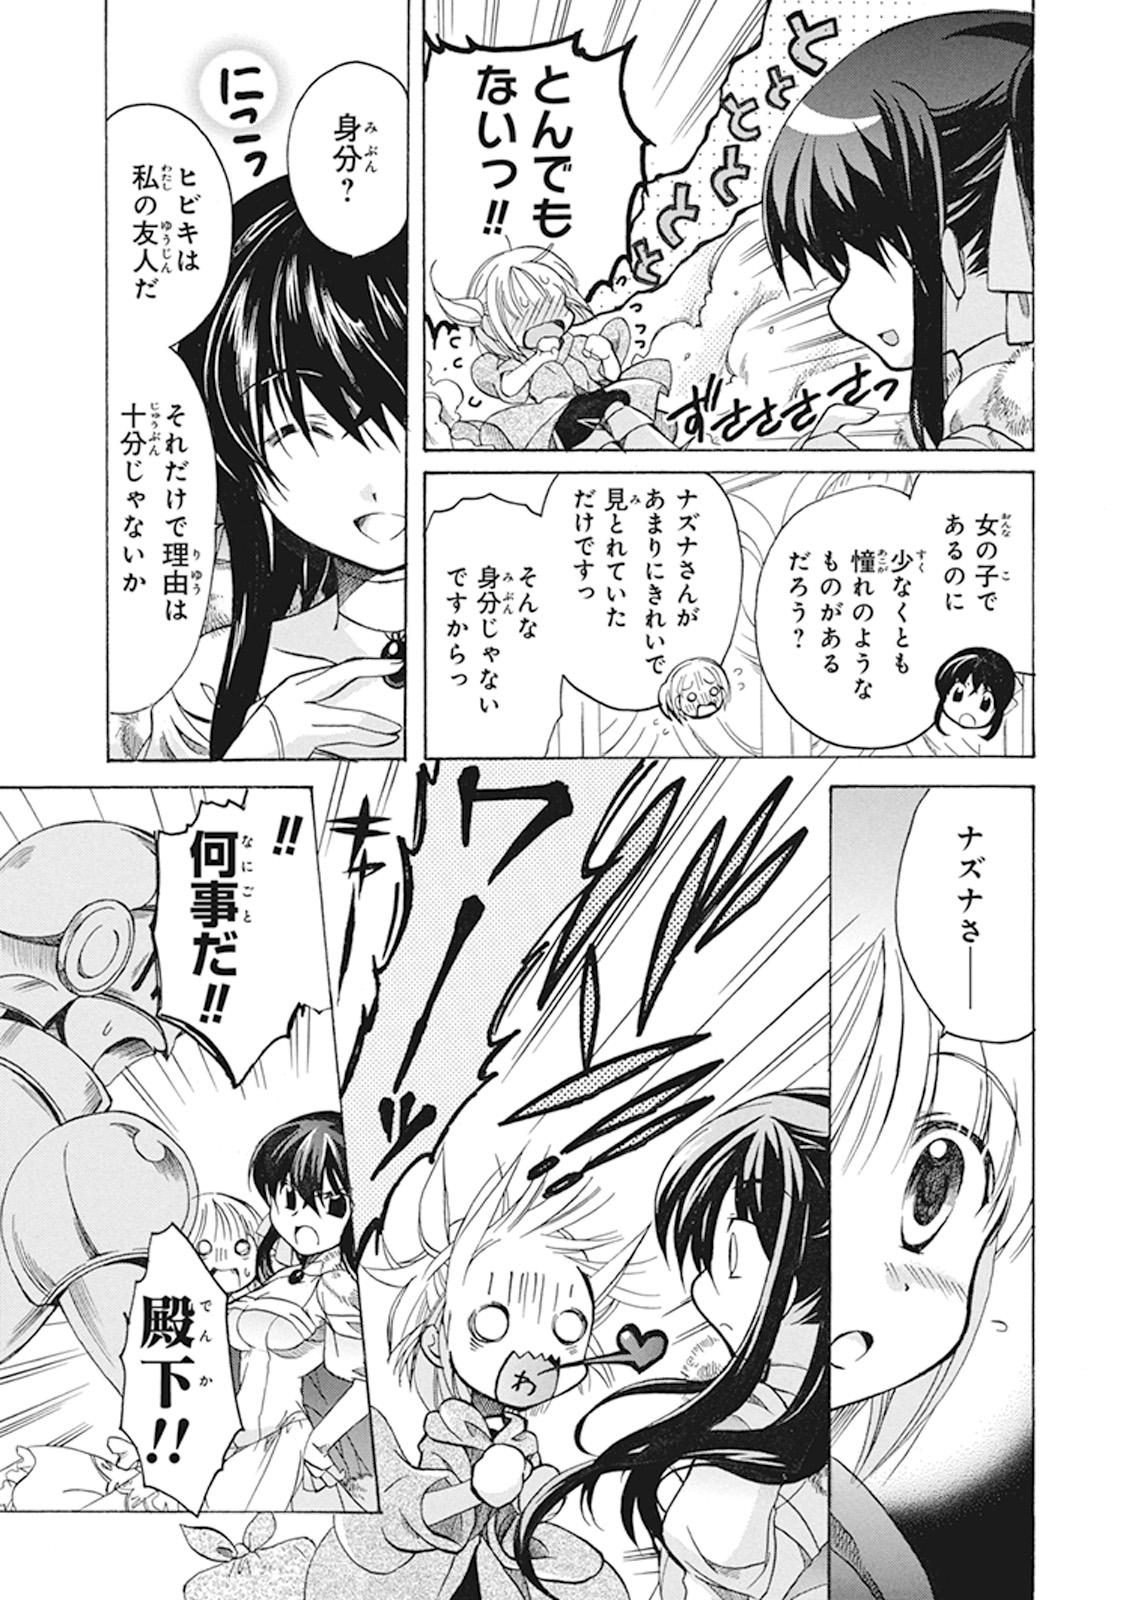 とととととととと
とんでも
ないっ!!
ずささささっ
女の子で
あるのに
少なくとも
憧れのような
ものがある
だろう?
ナズナさんが
あまりにきれいで
見とれていた
だけですっ
そんな
身分じゃない
ですからっ
身分?
にこっ
ヒビキは
私の友人だ
それだけで理由は
十分じゃないか
ナズナさ──
キャーッ
わ
!!
何事だ!!
殿下!!